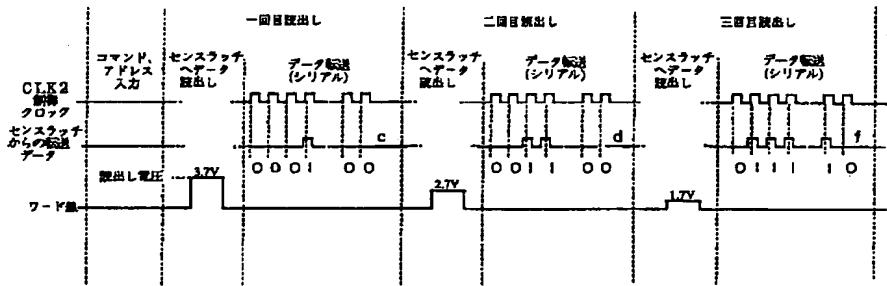 一回目読出し
二回目読出し
三回目読出し
コマンド、
アドレス
入力
センスラッチ
へデータ
読出し
データ転送
(シリアル)
センスラッチ
へデータ
読出し
データ転送
(シリアル)
センスラッチ
へデータ
読出し
データ転送
(シリアル)
CLK2
制御
クロック
センスラッチ
からの転送
データ
c
d
f
0 0 0 1 0 0
0 0 1 1 0 0
0 1 1 1 1 0
読出し電圧
3.7V
2.7V
1.7V
ワード線